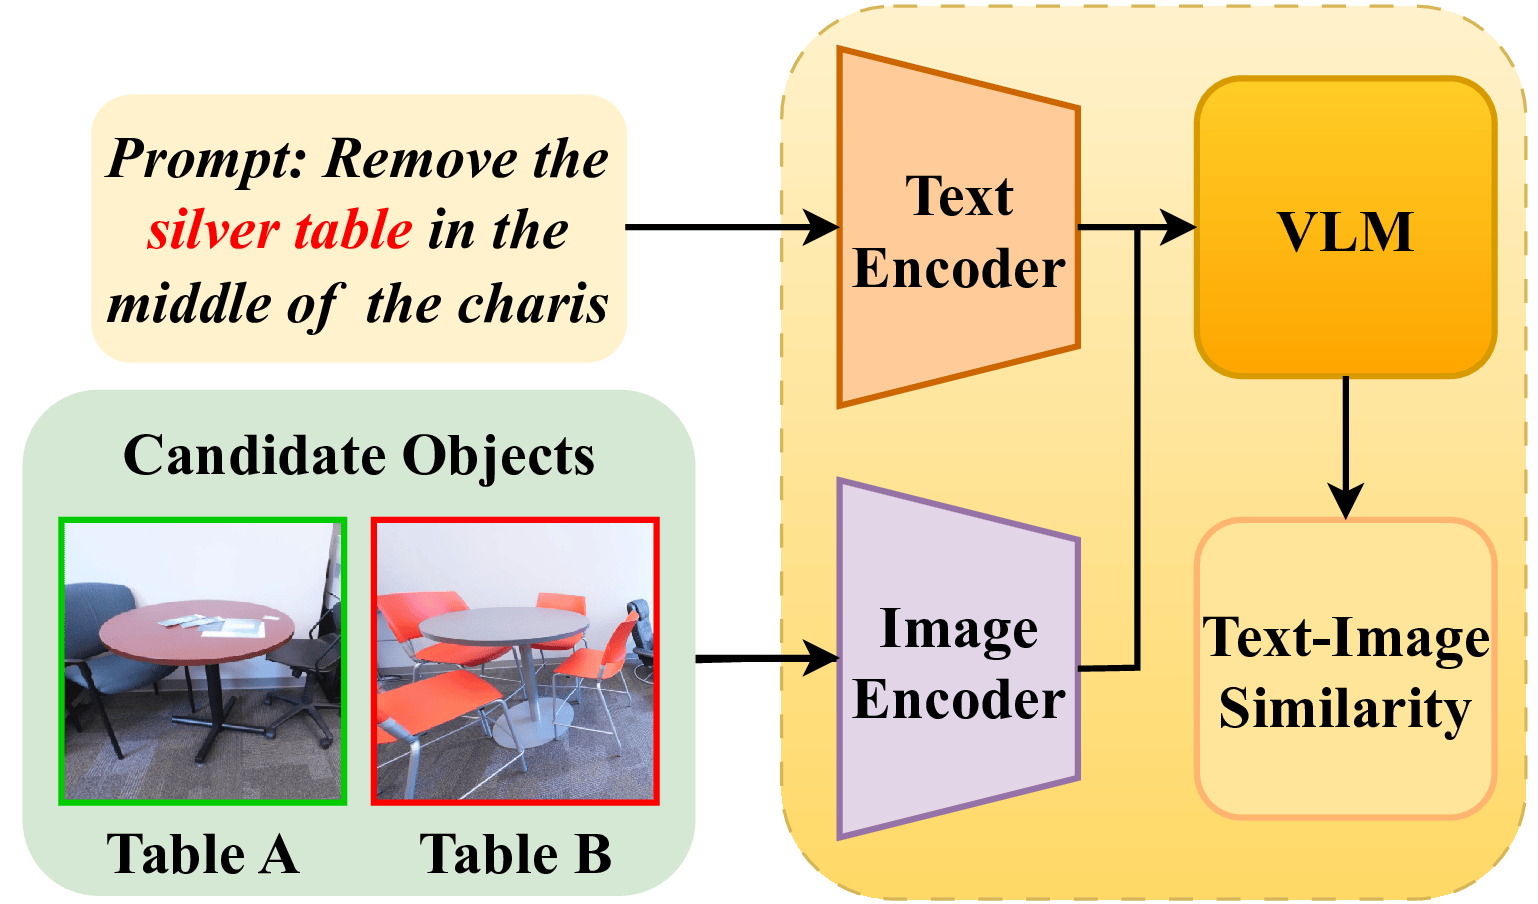 Prompt: Remove the
silver table in the
middle of the charis
Candidate Objects
Table A
Table B
Text
Encoder
Image
Encoder
VLM
Text-Image
Similarity